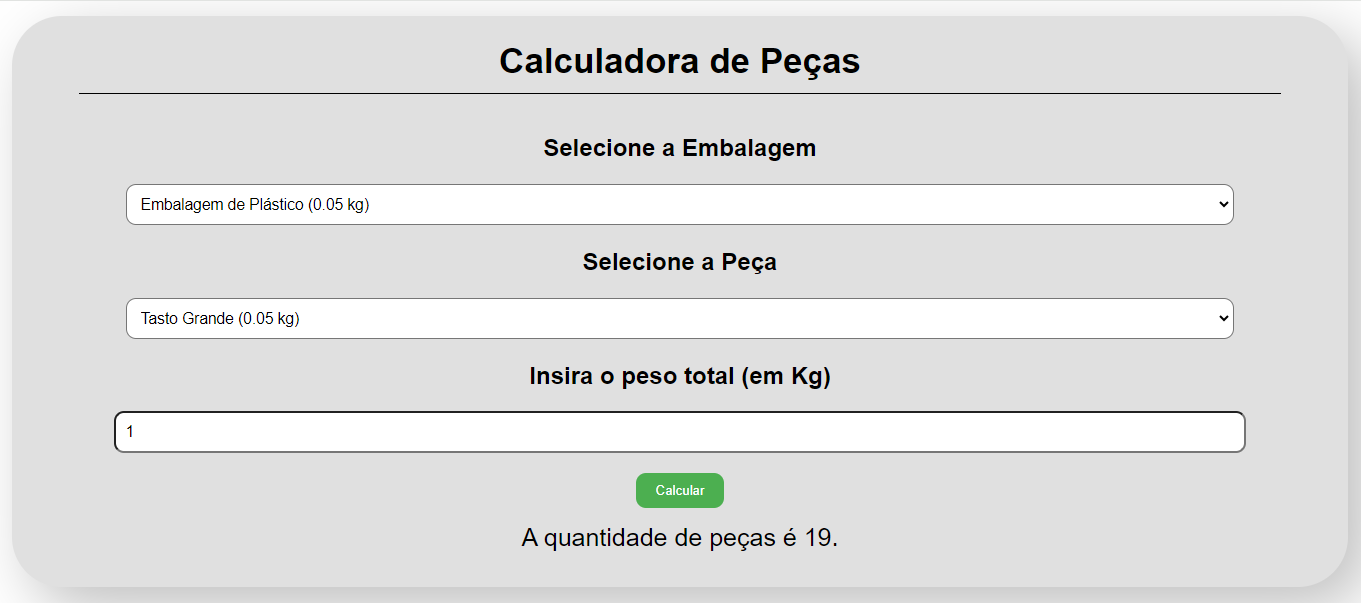 Calculadora de Peças
Selecione a Embalagem
Embalagem de Plástico (0.05 kg)
Selecione a Peça
Tasto Grande (0.05 kg)
Insira o peso total (em Kg)
1
Calcular
A quantidade de peças é 19.